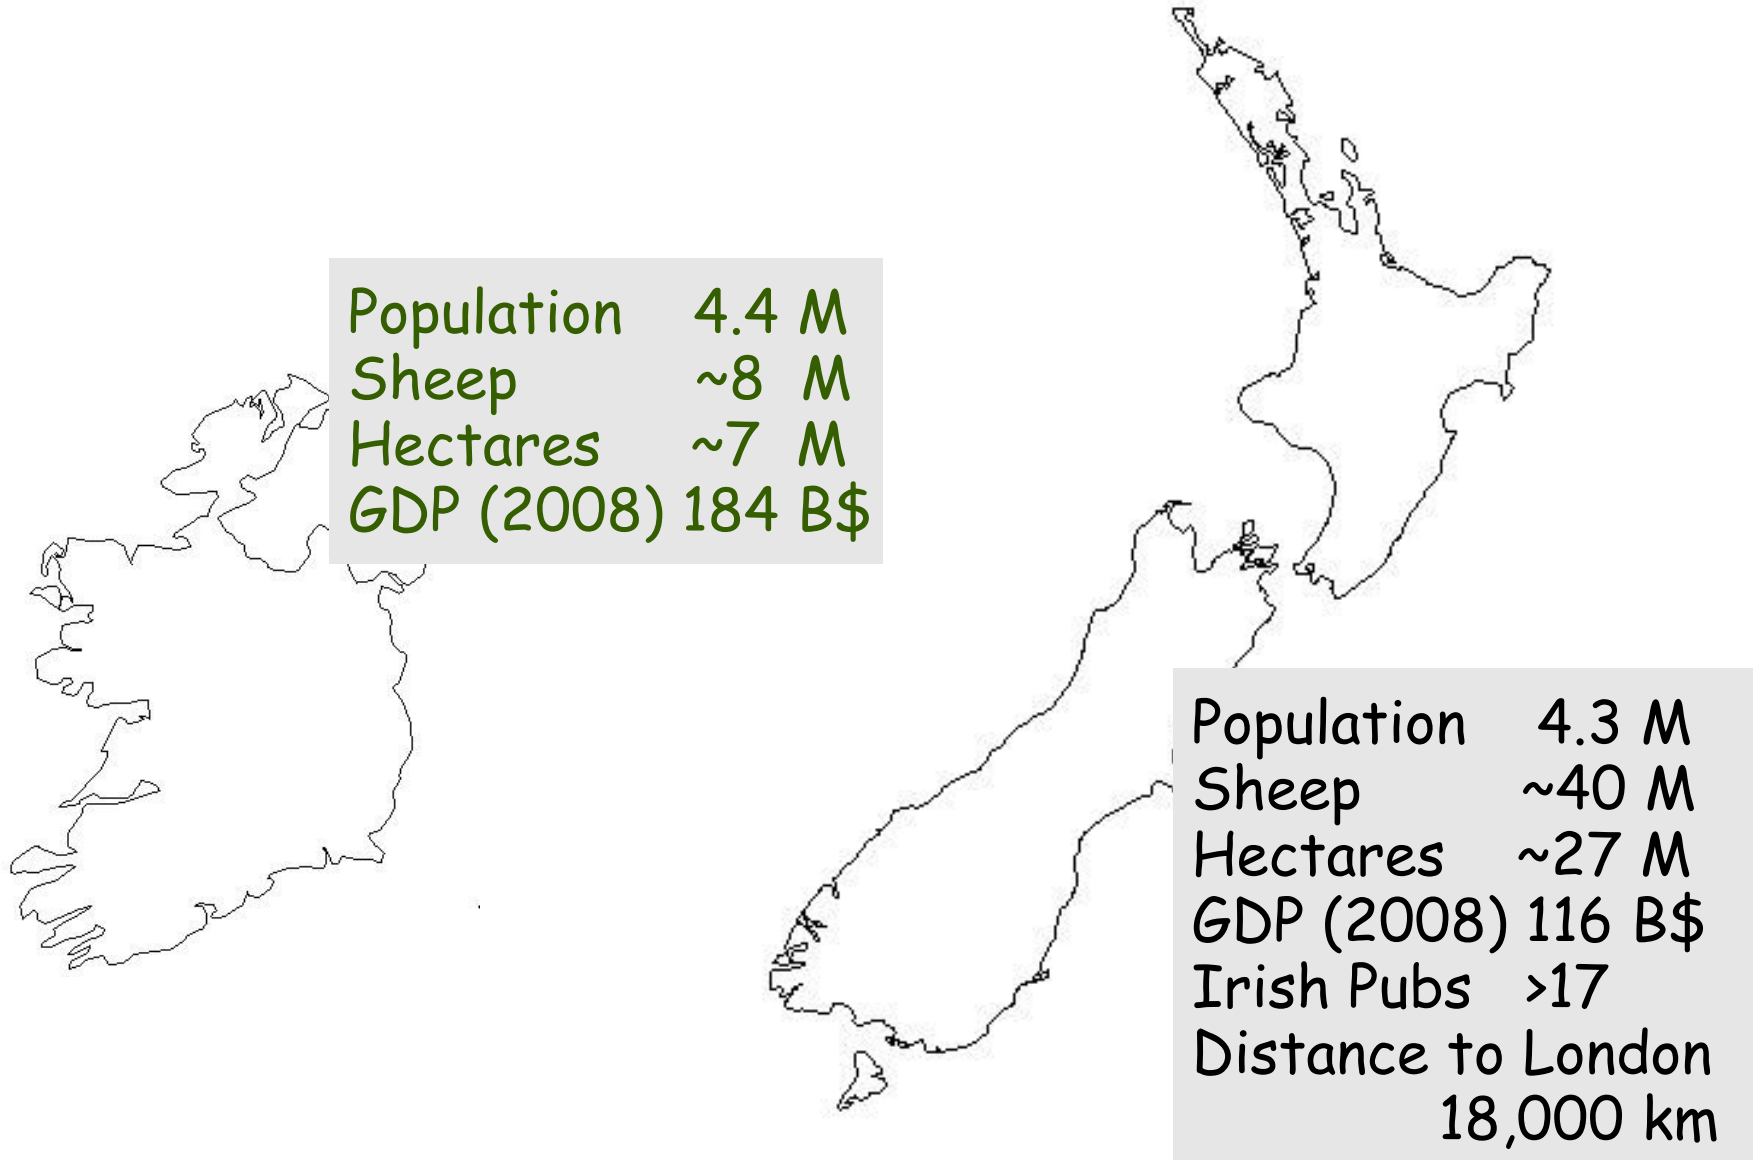 Population 4.4 M
Sheep ~8 M
Hectares ~7 M
GDP (2008) 184 B$
Population 4.3 M
Sheep ~40 M
Hectares ~27 M
GDP (2008) 116 B$
Irish Pubs >17
Distance to London
18,000 km